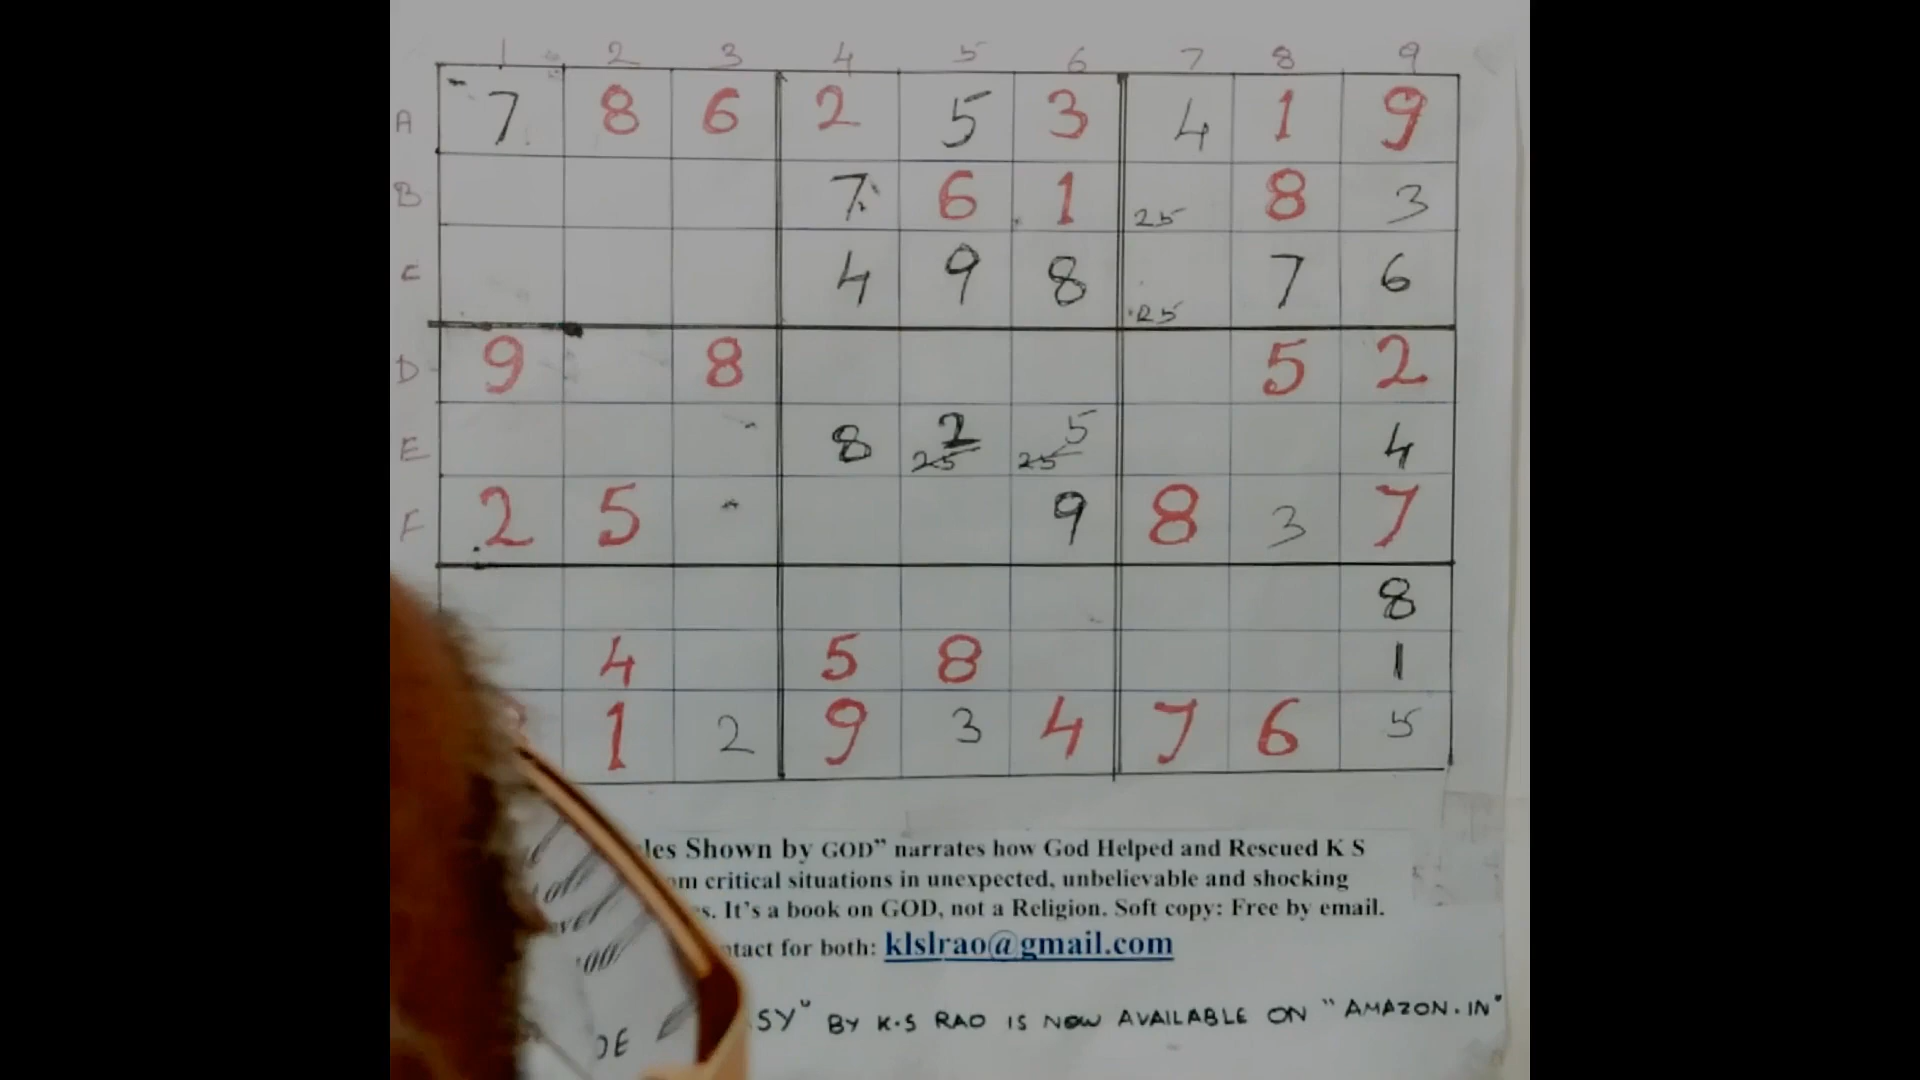 1 2 3 4 5 6 7 8 9
A 7 8 6 2 5 3 4 1 9
B 7 6 1 25 8 3
C 4 9 8 25 7 6
D 9 8 5 2
E 8 2 25 5 25 4
F 2 5 9 8 3 7
8
4 5 8 1
1 2 9 3 4 7 6 5
Shown by GOD” narrates how God Helped and Rescued K S
critical situations in unexpected, unbelievable and shocking
It’s a book on GOD, not a Religion. Soft copy: Free by email.
for both: klslrao@gmail.com
BY K.S RAO IS NOW AVAILABLE ON "AMAZON.IN"